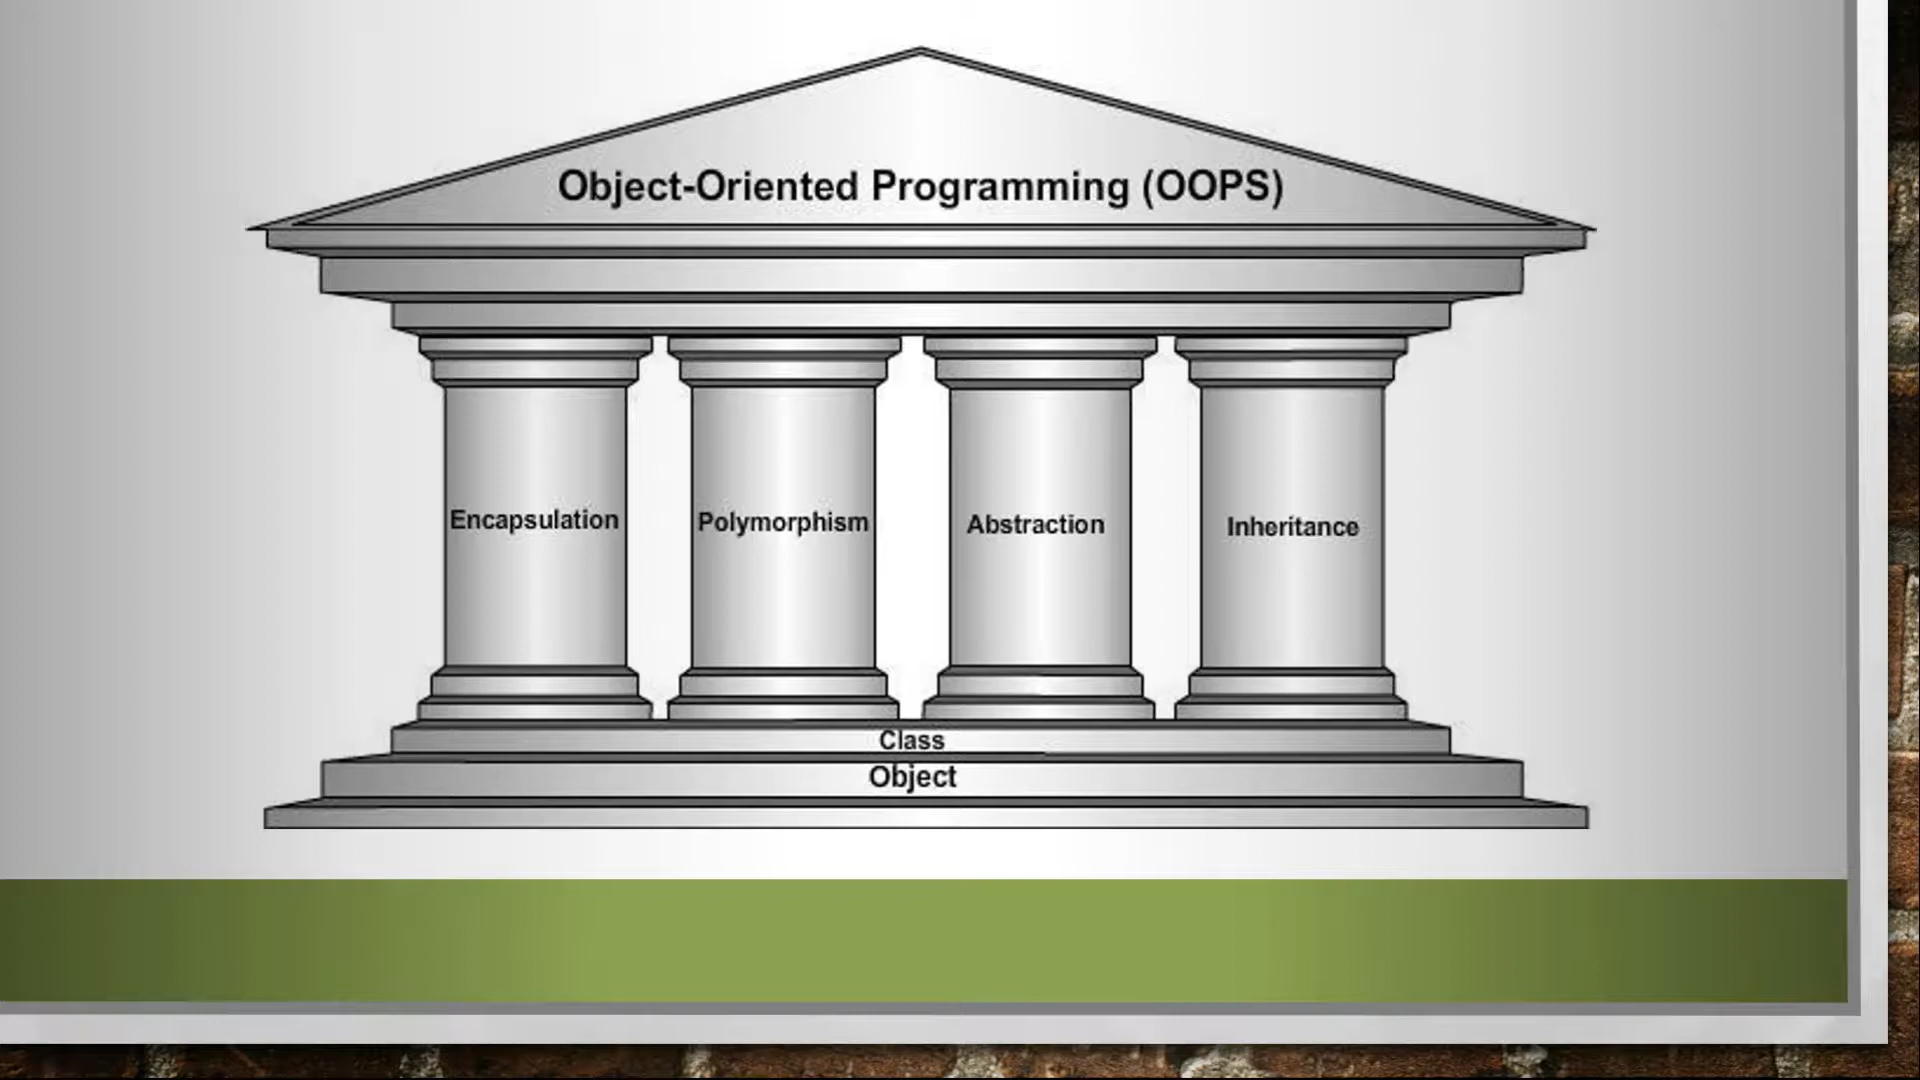 Object-Oriented Programming (OOPS)
Encapsulation
Polymorphism
Abstraction
Inheritance
Class
Object